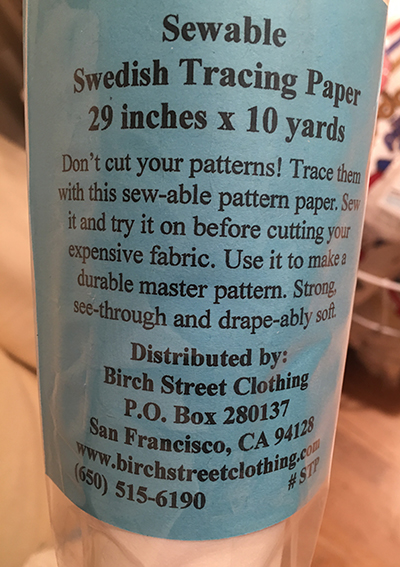 Sewable
Swedish Tracing Paper
29 inches x 10 yards
Don't cut your patterns! Trace them
with this sew-able pattern paper. Sew
it and try it on before cutting your
expensive fabric. Use it to make a
durable master pattern. Strong,
see-through and drape-ably soft.
Distributed by:
Birch Street Clothing
P.O. Box 280137
San Francisco, CA 94128
www.birchstreetclothing.com
(650) 515-6190
# STP